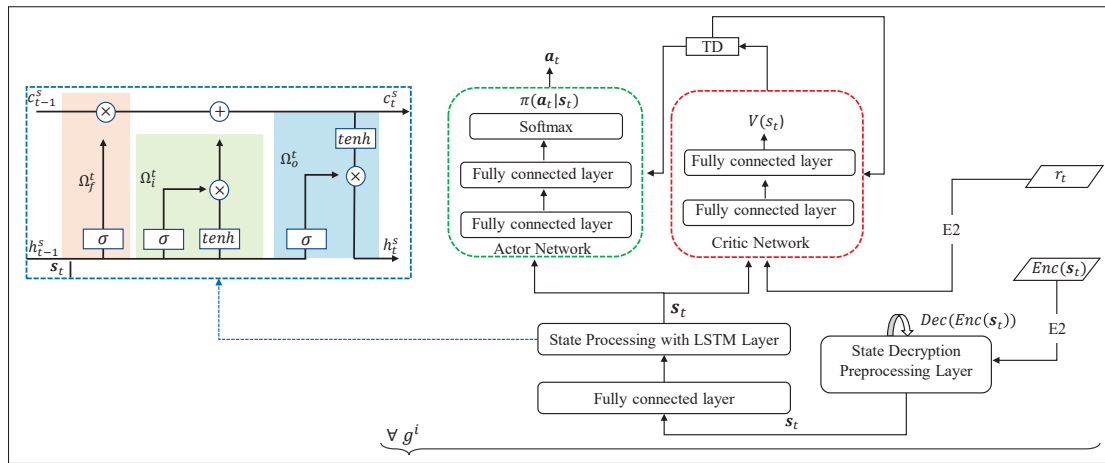 c^s_{t-1}
c^s_t
tenh
Ω^t_f
Ω^t_i
Ω^t_o
σ
σ
tenh
σ
h^s_{t-1}
h^s_t
s_t
a_t
π(a_t|s_t)
Softmax
Fully connected layer
Fully connected layer
Actor Network
TD
V(s_t)
Fully connected layer
Fully connected layer
Critic Network
r_t
E2
Enc(s_t)
E2
s_t
State Processing with LSTM Layer
Fully connected layer
Dec(Enc(s_t))
State Decryption
Preprocessing Layer
s_t
∀ g^i